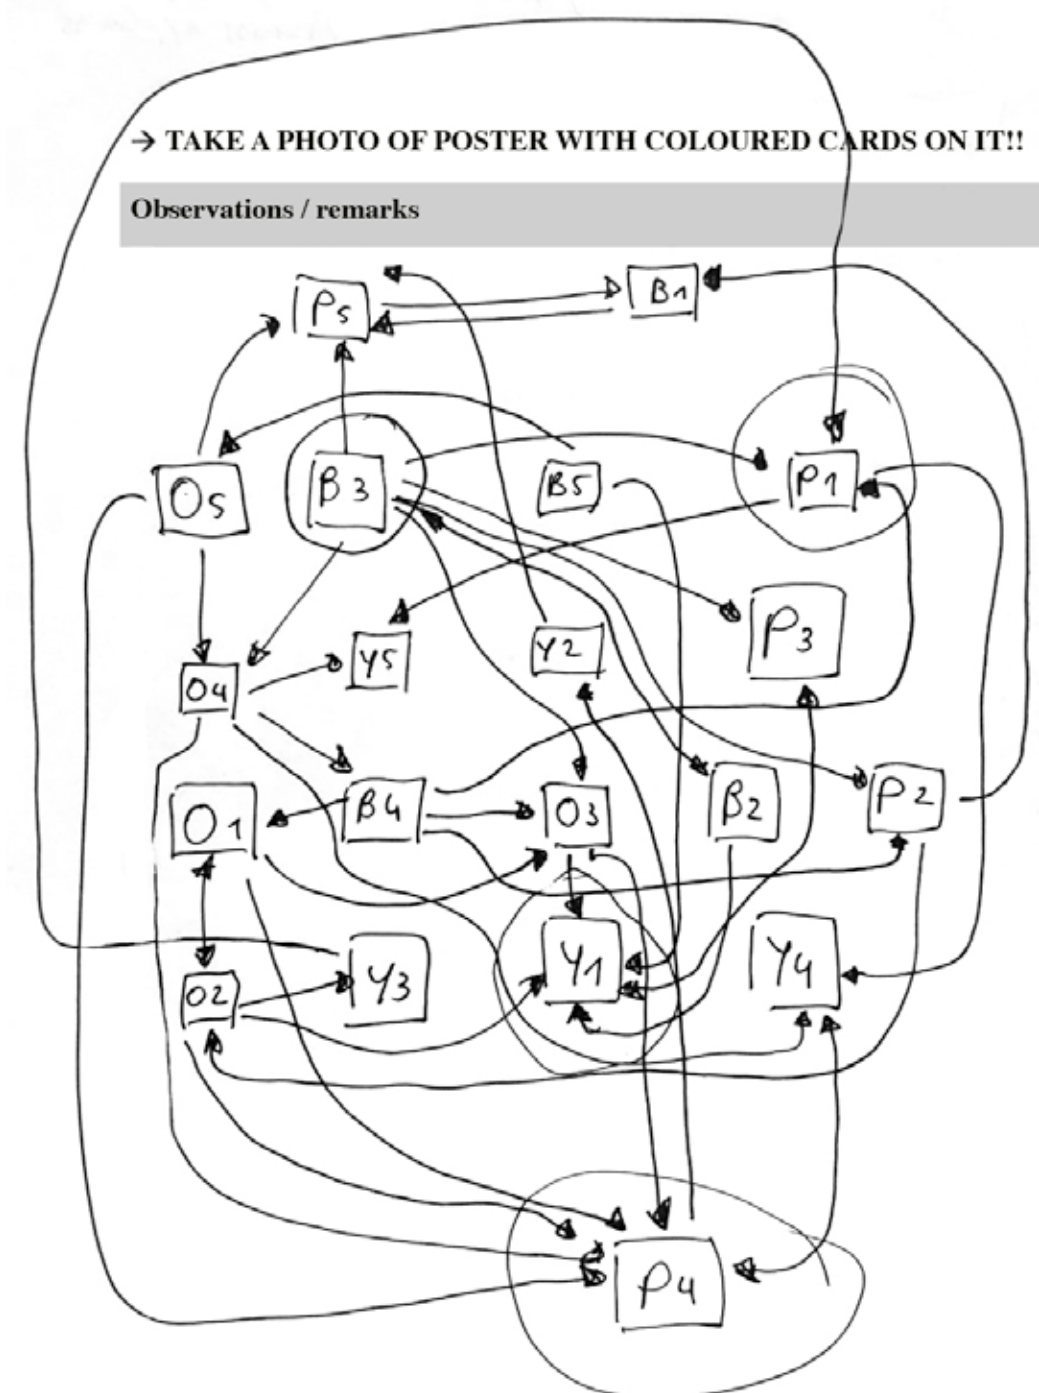 → TAKE A PHOTO OF POSTER WITH COLOURED CARDS ON IT!!
Observations / remarks
P5 B1
O5 B3 B5 P1
P3
O4 Y5 Y2
O1 B4 O3 B2 P2
O2 Y3 Y1 Y4
P4